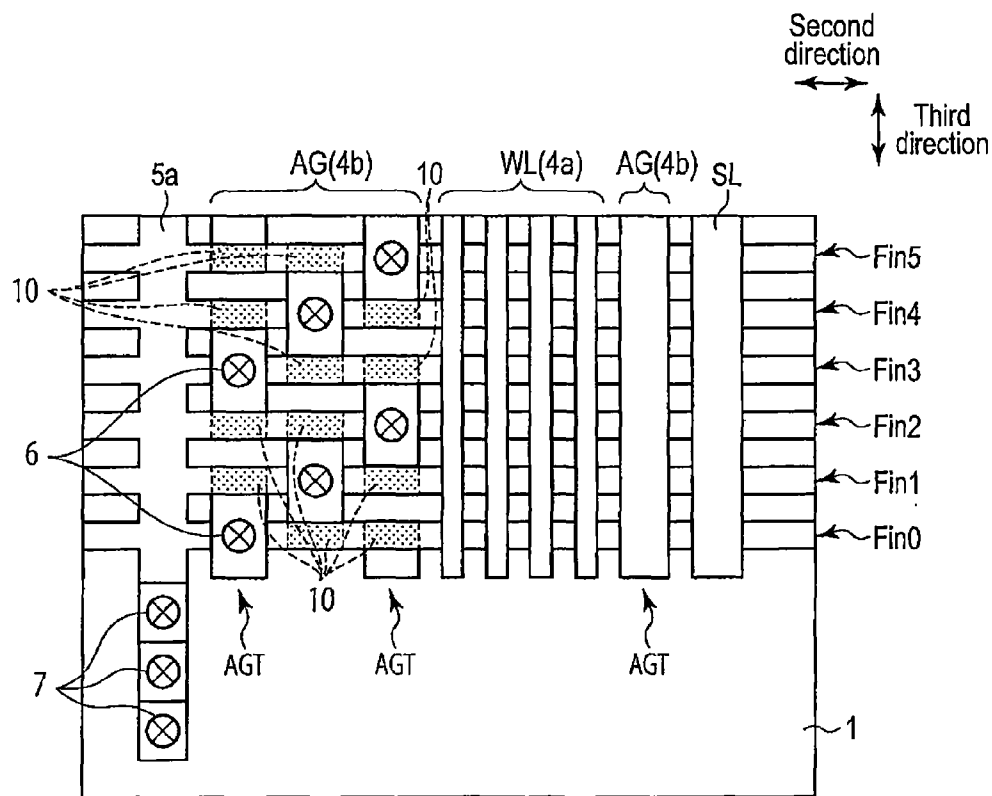 Second
direction
Third
direction
5a
AG(4b)
10
WL(4a)
AG(4b)
SL
Fin5
10
Fin4
Fin3
6
Fin2
Fin1
Fin0
10
AGT
AGT
AGT
7
1